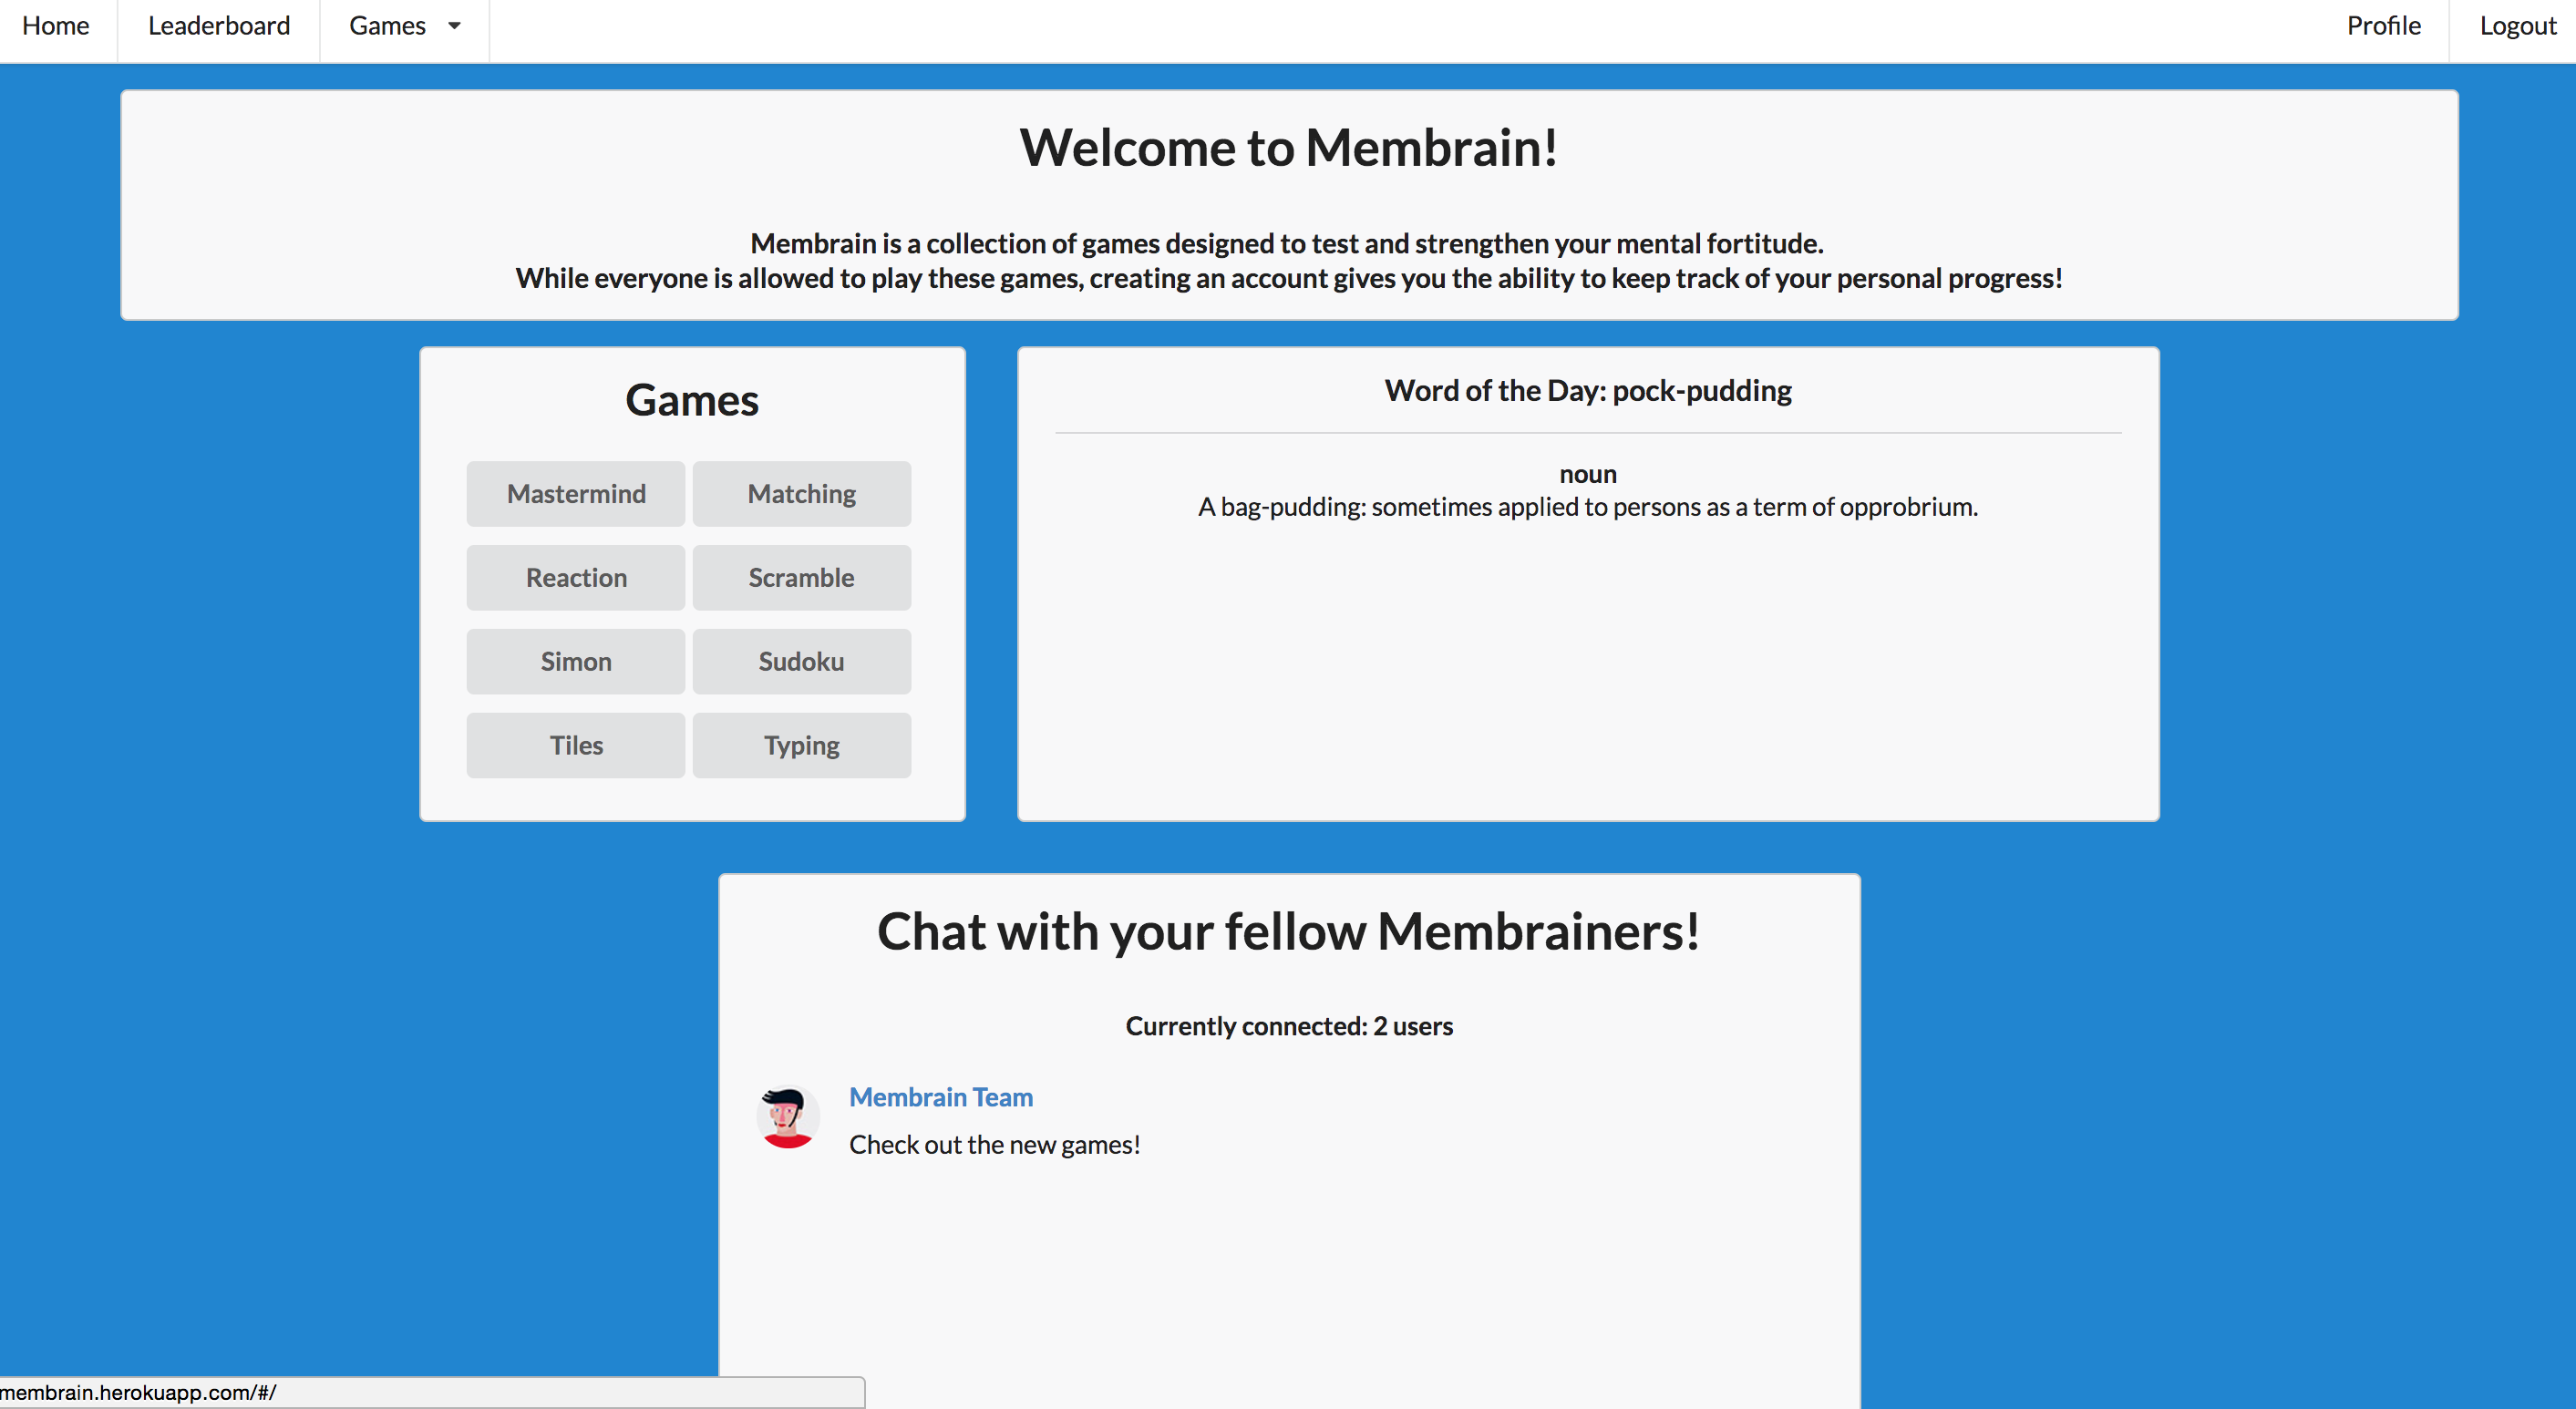 Home Leaderboard Games Profile Logout
Welcome to Membrain!
Membrain is a collection of games designed to test and strengthen your mental fortitude.
While everyone is allowed to play these games, creating an account gives you the ability to keep track of your personal progress!
Games
Mastermind Matching
Reaction Scramble
Simon Sudoku
Tiles Typing
Word of the Day: pock-pudding
noun
A bag-pudding: sometimes applied to persons as a term of opprobrium.
Chat with your fellow Membrainers!
Currently connected: 2 users
Membrain Team
Check out the new games!
membrain.herokuapp.com/#/